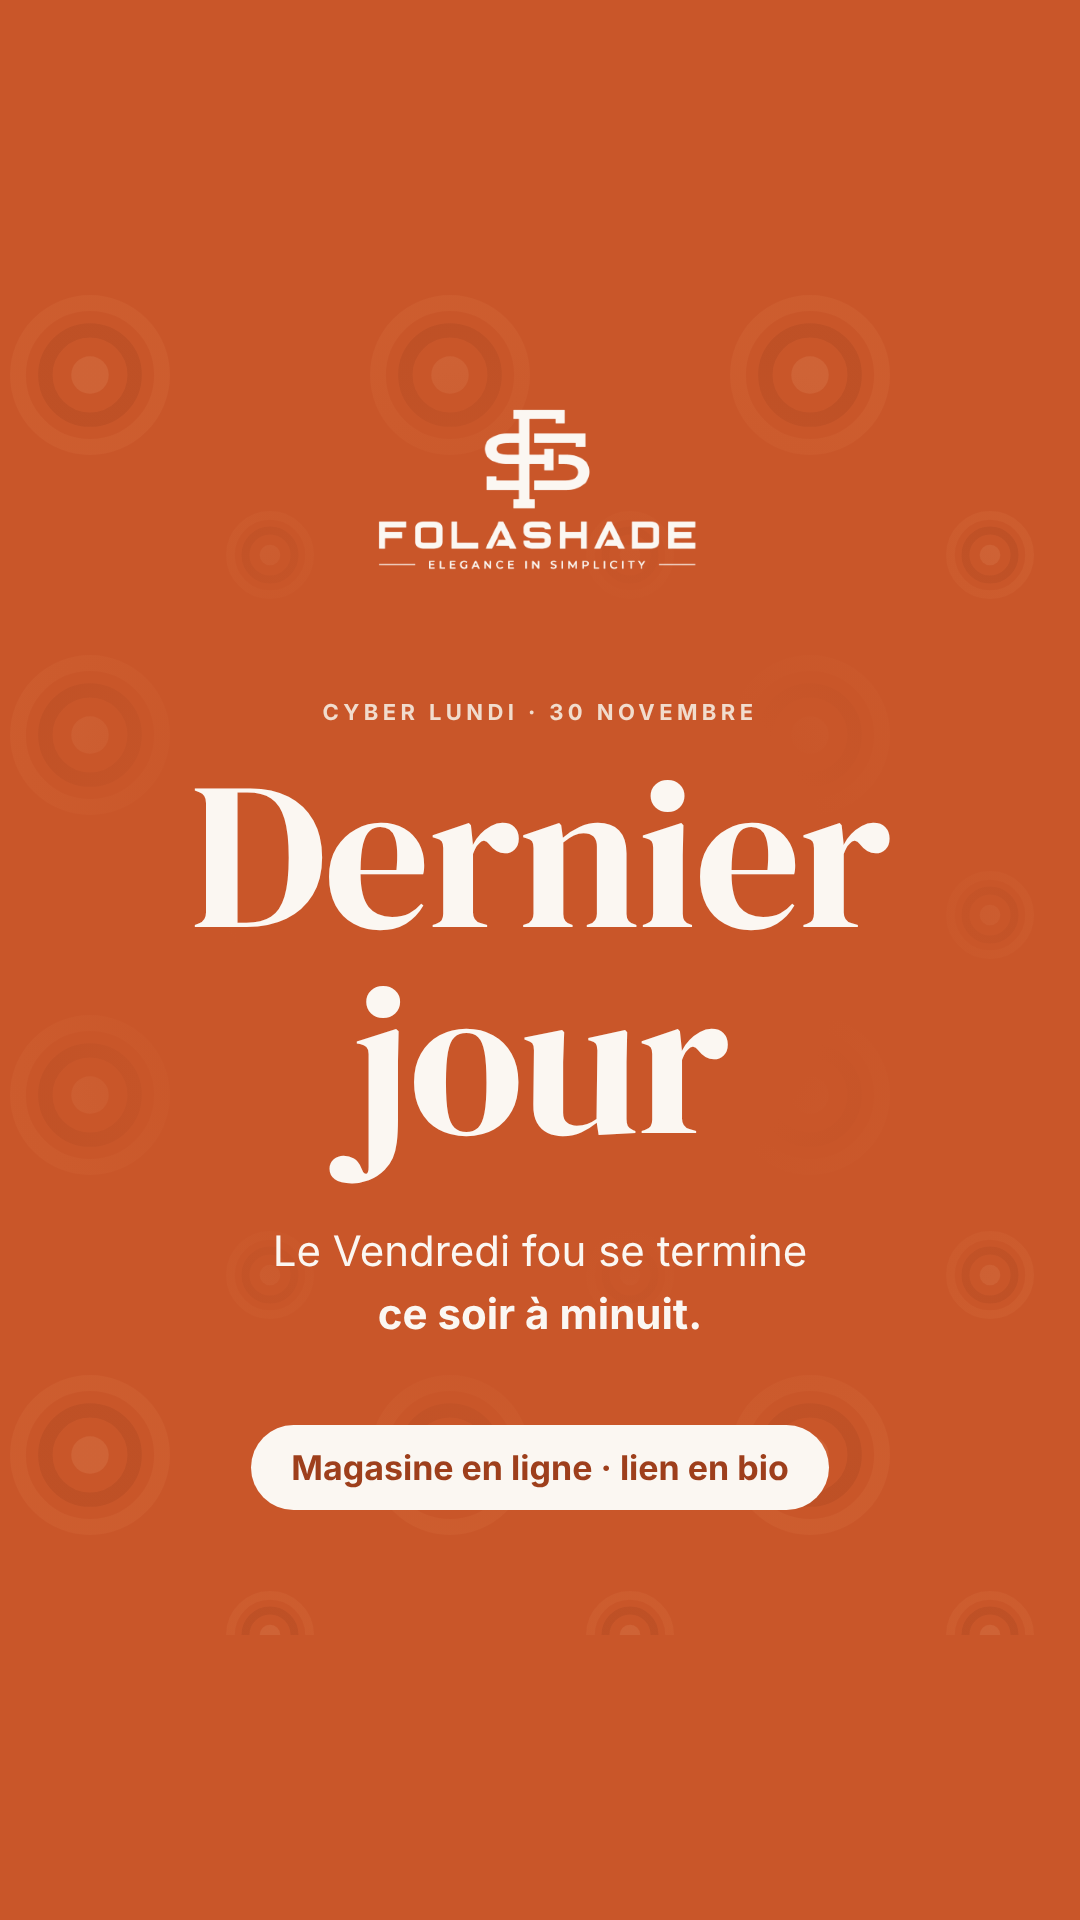 FS
FOLASHADE
ELEGANCE IN SIMPLICITY
CYBER LUNDI · 30 NOVEMBRE
Dernier
jour
Le Vendredi fou se termine
ce soir à minuit.
Magasine en ligne · lien en bio